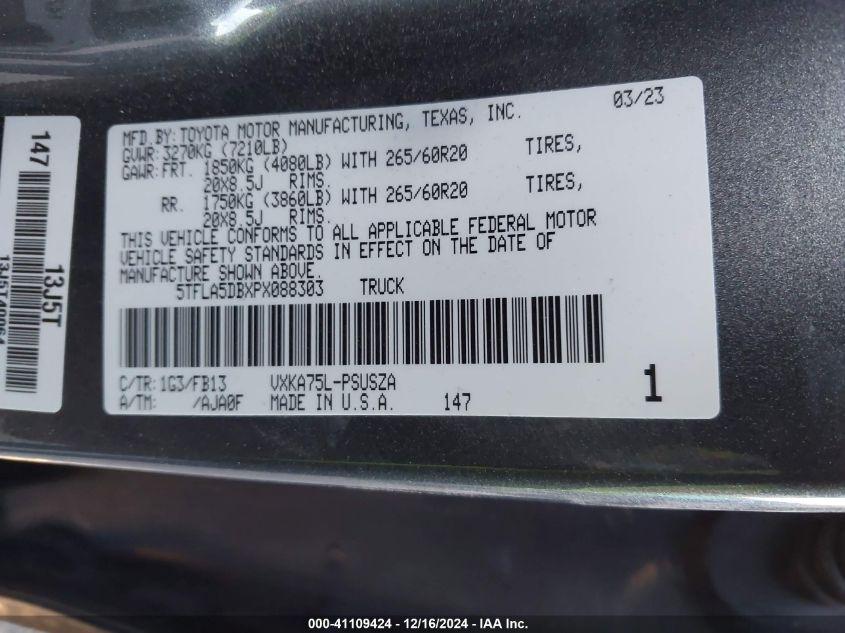 MFD.BY:TOYOTA MOTOR MANUFACTURING, TEXAS, INC. 03/23
GVWR:3270KG (7210LB)
GAWR:FRT. 1850KG (4080LB) WITH 265/60R20 TIRES,
20X8.5J RIMS.
RR. 1750KG (3860LB) WITH 265/60R20 TIRES,
20X8.5J RIMS.
THIS VEHICLE CONFORMS TO ALL APPLICABLE FEDERAL MOTOR
VEHICLE SAFETY STANDARDS IN EFFECT ON THE DATE OF
MANUFACTURE SHOWN ABOVE.
5TFLA5DBXPX088303 TRUCK
C/TR:1G3/FB13 VXKA75L-PSUSZA
A/TM: /AJA0F MADE IN U.S.A. 147 1
147
13J5T
000-41109424 - 12/16/2024 - IAA Inc.